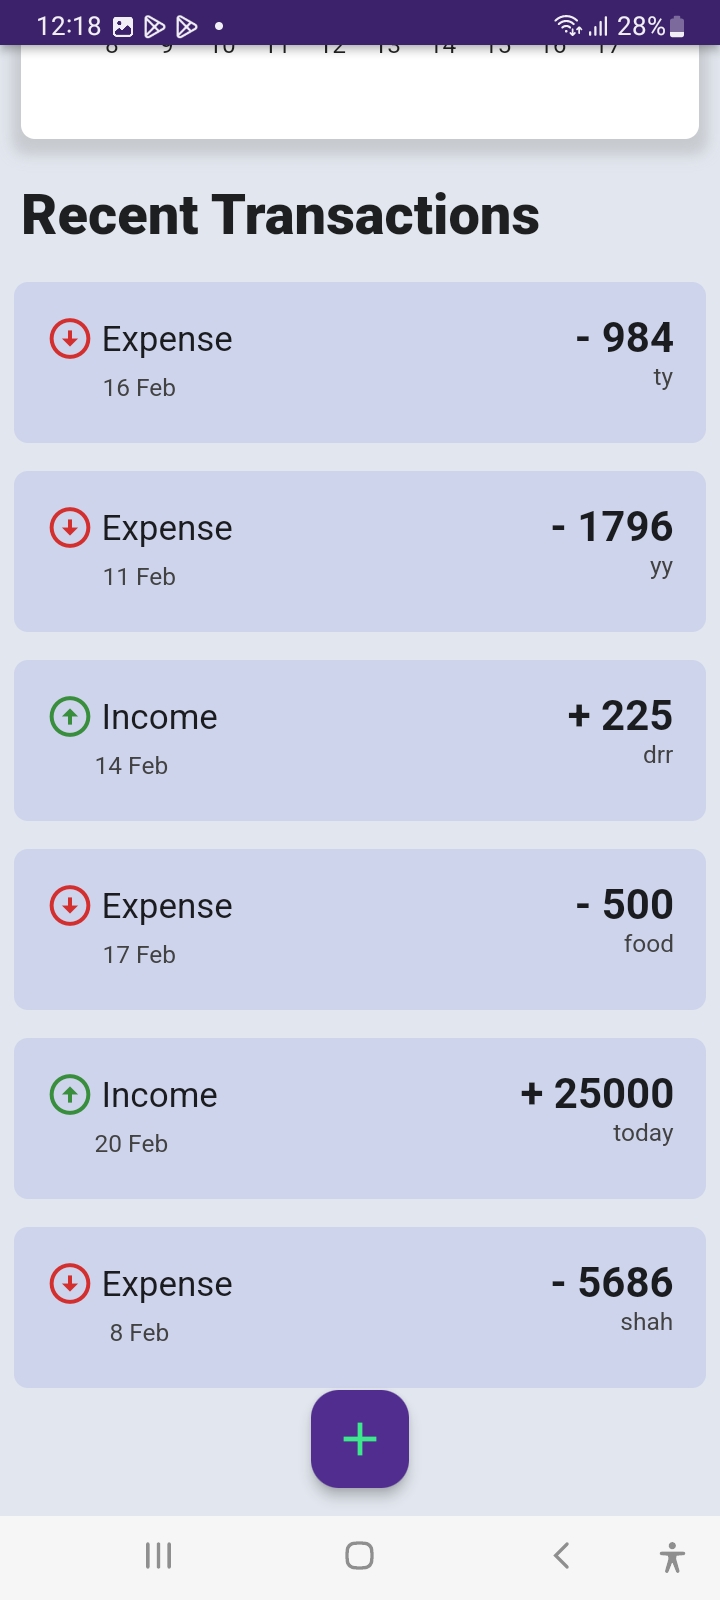 12:18 28%
8 9 10 11 12 13 14 15 16 17
Recent Transactions
Expense - 984
16 Feb ty
Expense - 1796
11 Feb yy
Income + 225
14 Feb drr
Expense - 500
17 Feb food
Income + 25000
20 Feb today
Expense - 5686
8 Feb shah